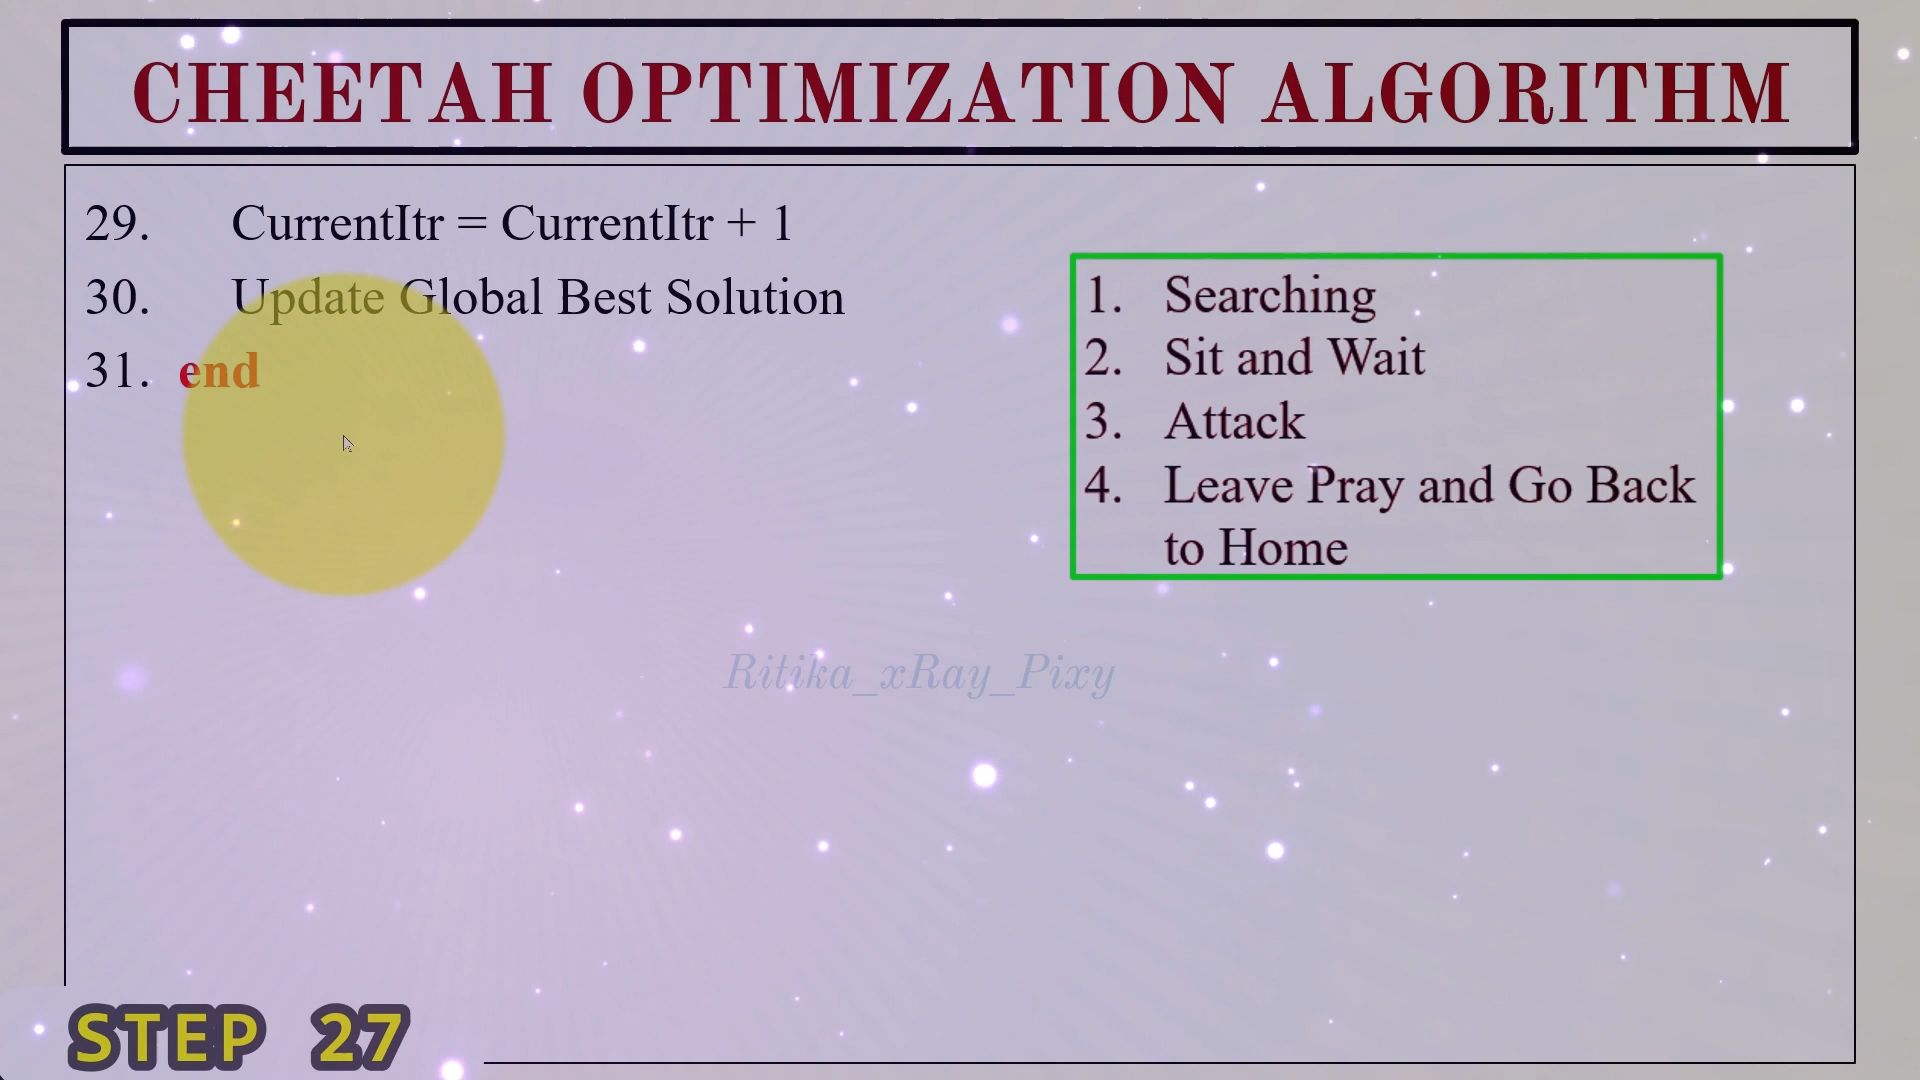 CHEETAH OPTIMIZATION ALGORITHM
29. CurrentItr = CurrentItr + 1
30. Update Global Best Solution
31. end
1. Searching
2. Sit and Wait
3. Attack
4. Leave Pray and Go Back
to Home
Ritika_xRay_Pixy
STEP 27